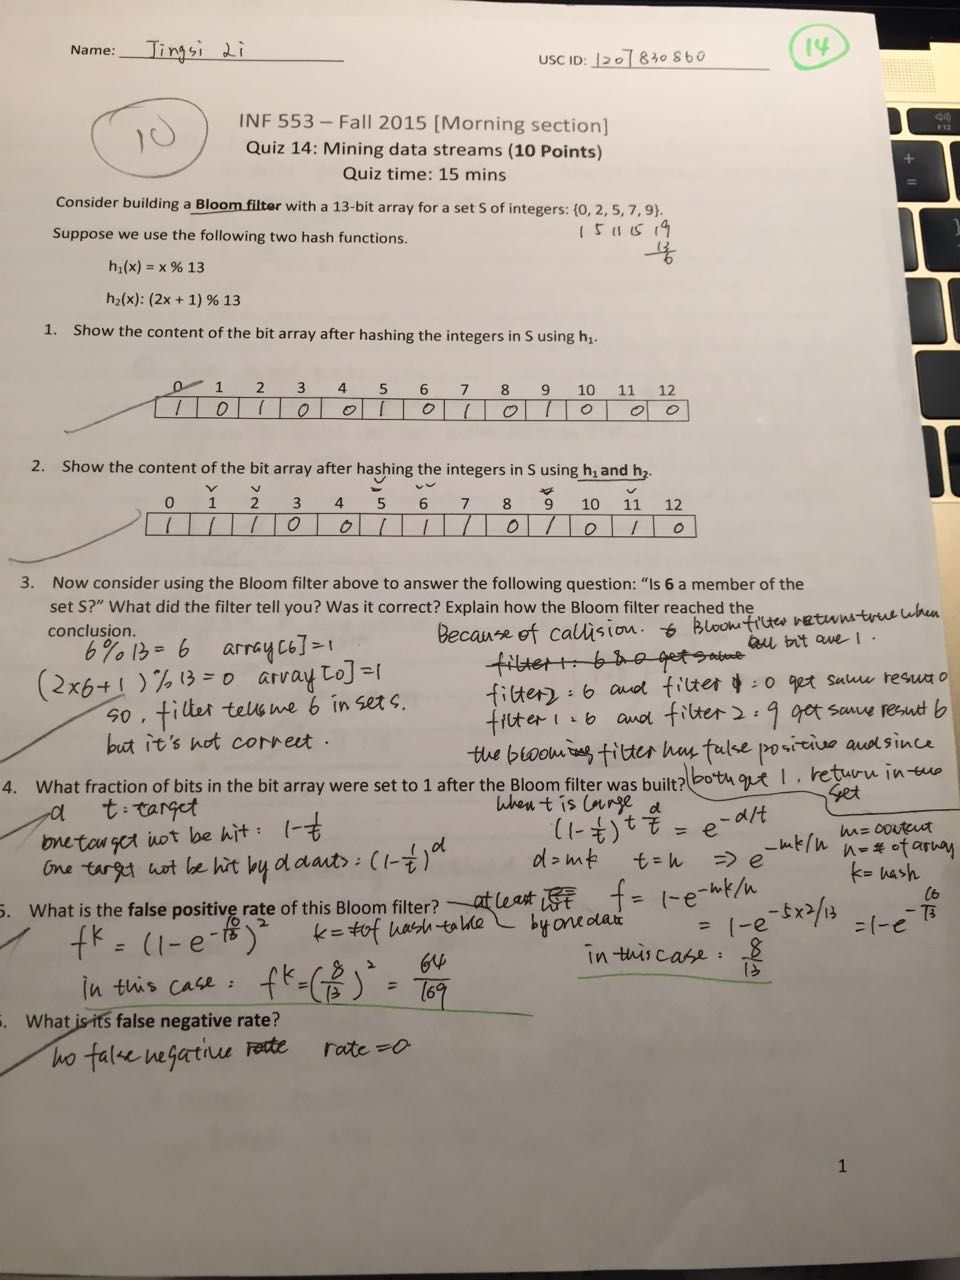 Name: Jingsi Li
USC ID: 1207830860
14
10
INF 553 – Fall 2015 [Morning section]
Quiz 14: Mining data streams (10 Points)
Quiz time: 15 mins
Consider building a Bloom filter with a 13-bit array for a set S of integers: {0, 2, 5, 7, 9}.
1 5 11 15 19
13
6
Suppose we use the following two hash functions.
h₁(x) = x % 13
h₂(x): (2x + 1) % 13
1. Show the content of the bit array after hashing the integers in S using h₁.
0 1 2 3 4 5 6 7 8 9 10 11 12
1 0 1 0 0 1 0 1 0 1 0 0 0
2. Show the content of the bit array after hashing the integers in S using h₁ and h₂.
0 1 2 3 4 5 6 7 8 9 10 11 12
1 1 1 0 0 1 1 1 0 1 0 1 0
3. Now consider using the Bloom filter above to answer the following question: “Is 6 a member of the
set S?” What did the filter tell you? Was it correct? Explain how the Bloom filter reached the
conclusion.
6%13 = 6 array[6]=1
(2x6+1)%13=0 array[0]=1
so, filter tells me 6 in set S.
but it's not correct.
Because of callision. Bloomfilter returns true when
all bit are 1.
filter 1: 6 & 0 get same
filter2: 6 and filter 1: 0 get same result 0
filter 1: 6 and filter 2: 9 get same result 6
the blooming filter has false positive and since
both get 1, return in the
set
4. What fraction of bits in the bit array were set to 1 after the Bloom filter was built?
d t: target
one target not be hit: 1-1/t
One target not be hit by d darts: (1-1/t)^d
when t is large
(1-1/t)^(t d/t) = e^(-d/t)
d=mk t=n => e^(-mk/n)
m=content
n=# of array
k=hash
at least
by one dart
f = 1-e^(-mk/n)
= 1-e^(-5x2/13) = 1-e^(-10/13)
in this case: 8/13
5. What is the false positive rate of this Bloom filter?
f^k = (1-e^(-10/13))^2 k=# of hash table
in this case: f^k=(8/13)^2 = 64/169
6. What is its false negative rate?
no false negative rate rate=0
1
F12
+
=